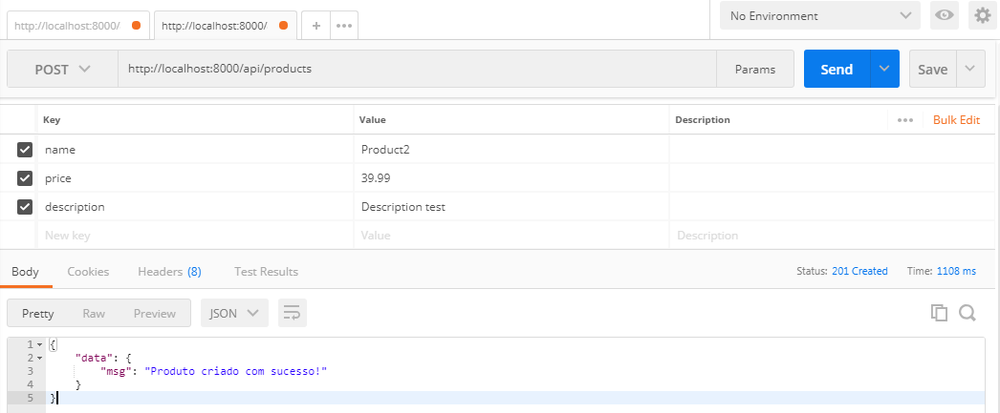 http://localhost:8000/ http://localhost:8000/ + ••• No Environment
POST http://localhost:8000/api/products Params Send Save
Key Value Description ••• Bulk Edit
name Product2
price 39.99
description Description test
New key Value Description
Body Cookies Headers (8) Test Results Status: 201 Created Time: 1108 ms
Pretty Raw Preview JSON
1 {
2 "data": {
3 "msg": "Produto criado com sucesso!"
4 }
5 }